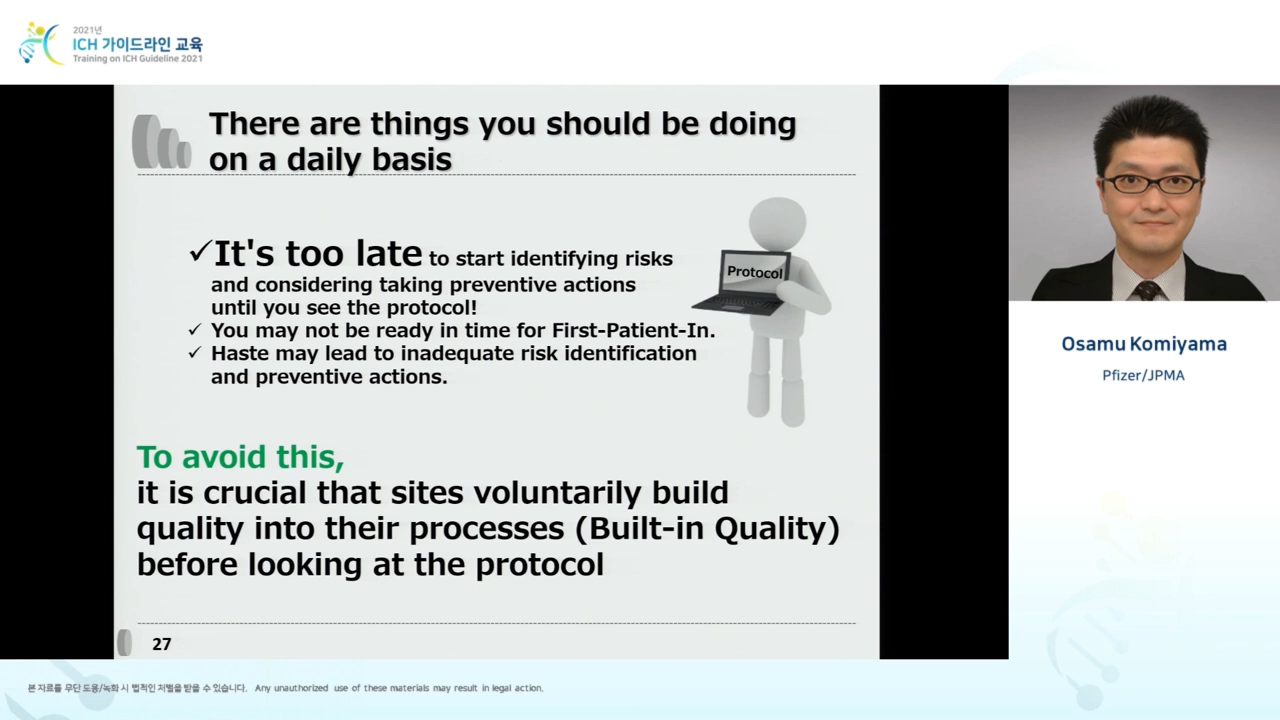 2021년
ICH 가이드라인 교육
Training on ICH Guideline 2021
There are things you should be doing
on a daily basis
✓It's too late to start identifying risks
and considering taking preventive actions
until you see the protocol!
✓ You may not be ready in time for First-Patient-In.
✓ Haste may lead to inadequate risk identification
and preventive actions.
Protocol
To avoid this,
it is crucial that sites voluntarily build
quality into their processes (Built-in Quality)
before looking at the protocol
27
Osamu Komiyama
Pfizer/JPMA
본 자료를 무단 도용/녹화 시 법적인 처벌을 받을 수 있습니다. Any unauthorized use of these materials may result in legal action.